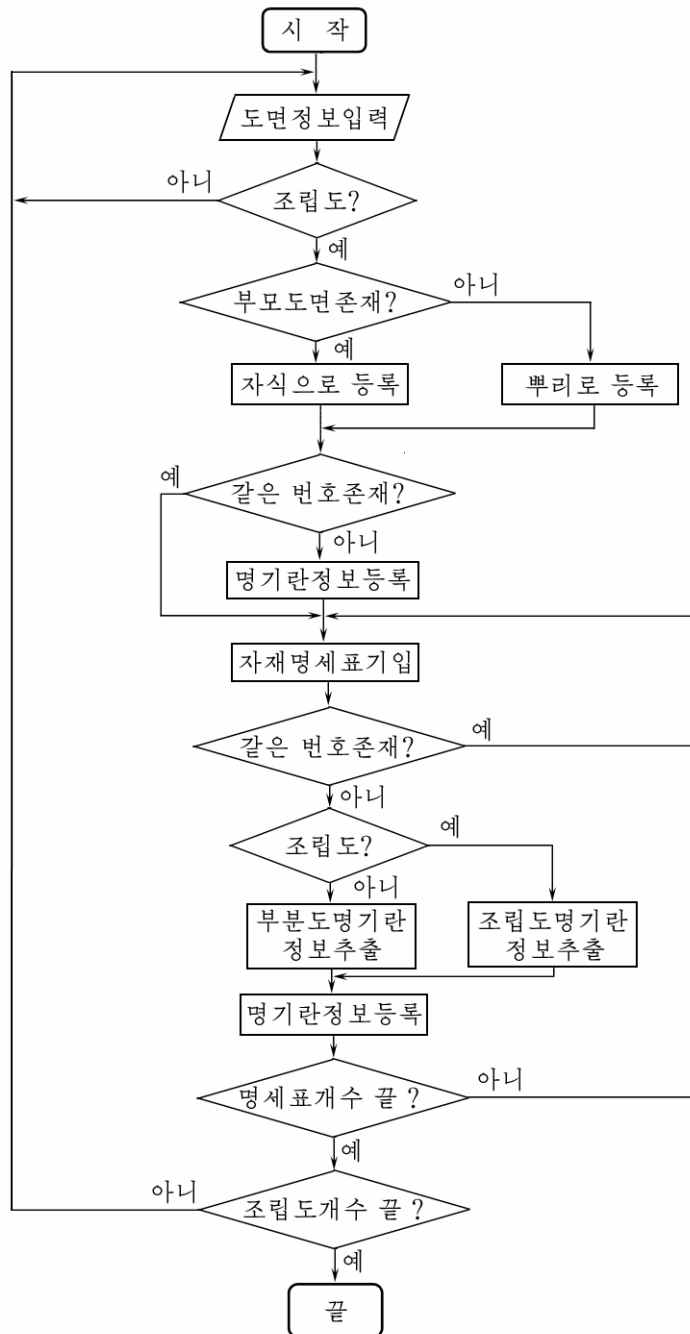 시 작
도면정보입력
아니
조립도?
예
부모도면존재?
아니
예
자식으로 등록
뿌리로 등록
예
같은 번호존재?
아니
명기란정보등록
자재명세표기입
같은 번호존재?
예
아니
조립도?
예
아니
부분도명기란
정보추출
조립도명기란
정보추출
명기란정보등록
명세표개수 끝 ?
아니
예
아니
조립도개수 끝 ?
예
끝